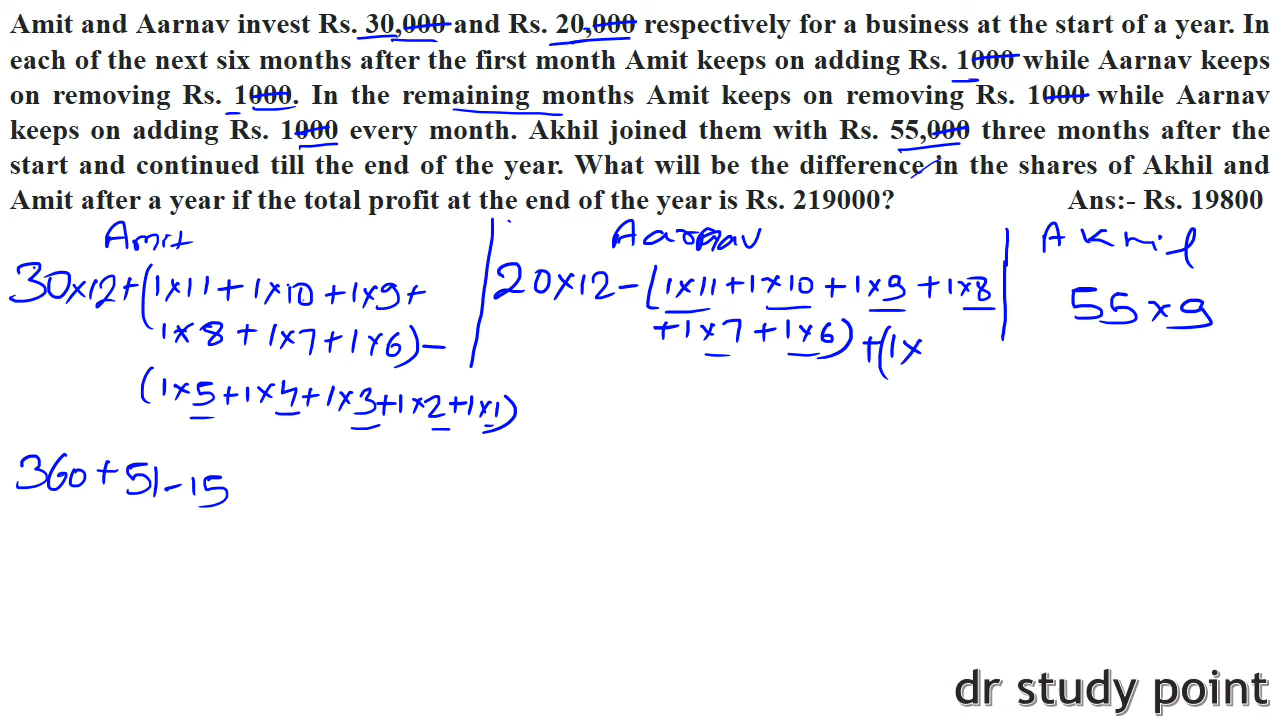 Amit and Aarnav invest Rs. 30,000 and Rs. 20,000 respectively for a business at the start of a year. In
each of the next six months after the first month Amit keeps on adding Rs. 1000 while Aarnav keeps
on removing Rs. 1000. In the remaining months Amit keeps on removing Rs. 1000 while Aarnav
keeps on adding Rs. 1000 every month. Akhil joined them with Rs. 55,000 three months after the
start and continued till the end of the year. What will be the difference in the shares of Akhil and
Amit after a year if the total profit at the end of the year is Rs. 219000? Ans:- Rs. 19800
Amit
30×12+(1×11+1×10+1×9+
1×8+1×7+1×6)-
(1×5+1×4+1×3+1×2+1×1)
360+51-15
Aarnav
20×12-(1×11+1×10+1×9+1×8
+1×7+1×6)+(1×
Akhil
55×9
dr study point